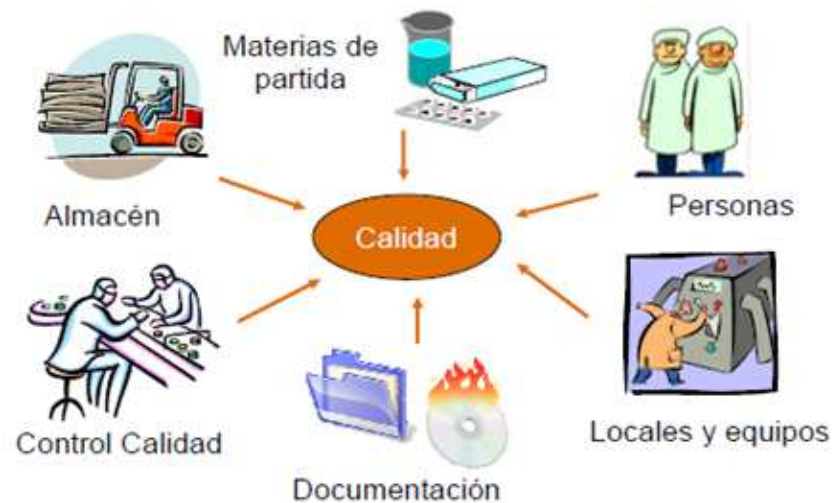 Materias de
partida
Almacén
Personas
Calidad
Control Calidad
Locales y equipos
Documentación